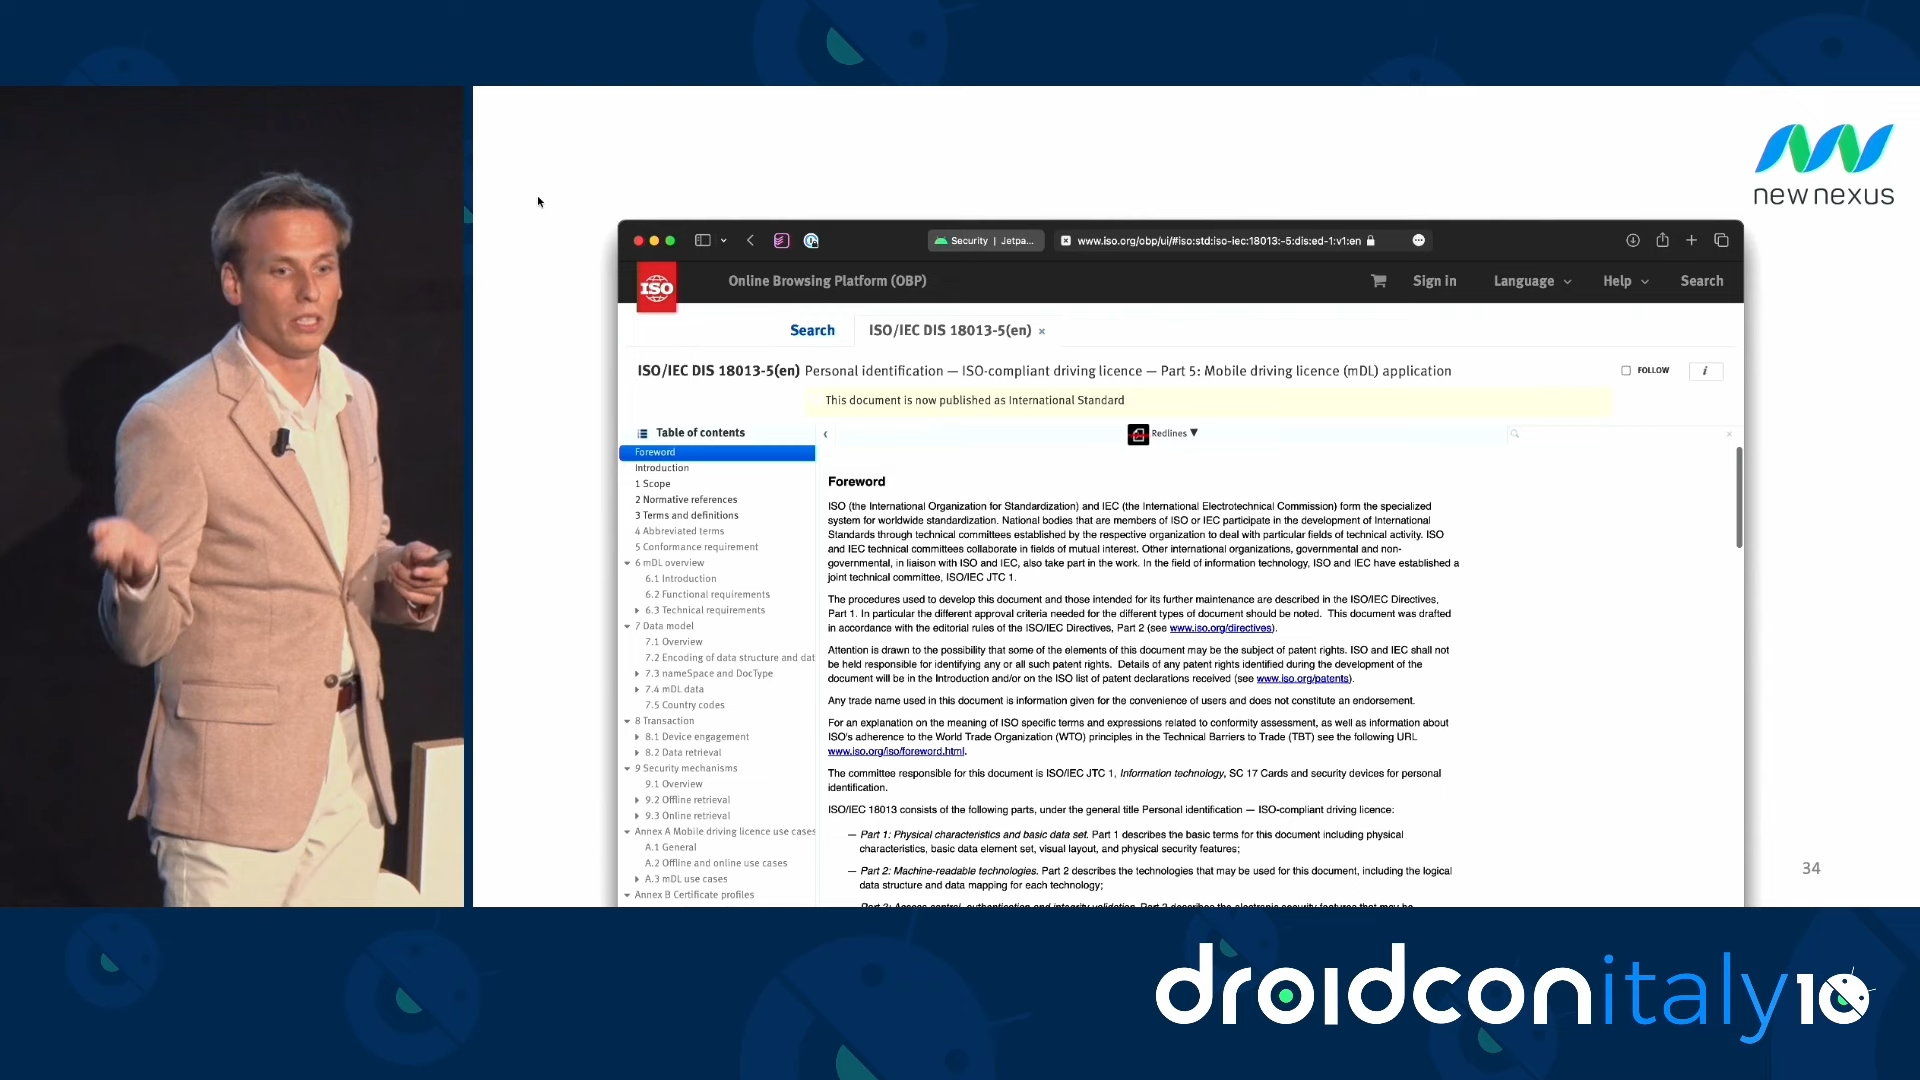 new nexus
Security | Jetpa...
www.iso.org/obp/ui/#iso:std:iso-iec:18013:-5:dis:ed-1:v1:en
ISO
Online Browsing Platform (OBP)
Sign in
Language
Help
Search
Search
ISO/IEC DIS 18013-5(en) ×
ISO/IEC DIS 18013-5(en) Personal identification — ISO-compliant driving licence — Part 5: Mobile driving licence (mDL) application
FOLLOW
i
This document is now published as International Standard
Table of contents
Redlines ▼
Foreword
Introduction
1 Scope
2 Normative references
3 Terms and definitions
4 Abbreviated terms
5 Conformance requirement
6 mDL overview
6.1 Introduction
6.2 Functional requirements
6.3 Technical requirements
7 Data model
7.1 Overview
7.2 Encoding of data structure and dat
7.3 nameSpace and DocType
7.4 mDL data
7.5 Country codes
8 Transaction
8.1 Device engagement
8.2 Data retrieval
9 Security mechanisms
9.1 Overview
9.2 Offline retrieval
9.3 Online retrieval
Annex A Mobile driving licence use cases
A.1 General
A.2 Offline and online use cases
A.3 mDL use cases
Annex B Certificate profiles
Foreword
ISO (the International Organization for Standardization) and IEC (the International Electrotechnical Commission) form the specialized
system for worldwide standardization. National bodies that are members of ISO or IEC participate in the development of International
Standards through technical committees established by the respective organization to deal with particular fields of technical activity. ISO
and IEC technical committees collaborate in fields of mutual interest. Other international organizations, governmental and non-
governmental, in liaison with ISO and IEC, also take part in the work. In the field of information technology, ISO and IEC have established a
joint technical committee, ISO/IEC JTC 1.
The procedures used to develop this document and those intended for its further maintenance are described in the ISO/IEC Directives,
Part 1. In particular the different approval criteria needed for the different types of document should be noted. This document was drafted
in accordance with the editorial rules of the ISO/IEC Directives, Part 2 (see www.iso.org/directives).
Attention is drawn to the possibility that some of the elements of this document may be the subject of patent rights. ISO and IEC shall not
be held responsible for identifying any or all such patent rights. Details of any patent rights identified during the development of the
document will be in the Introduction and/or on the ISO list of patent declarations received (see www.iso.org/patents).
Any trade name used in this document is information given for the convenience of users and does not constitute an endorsement.
For an explanation on the meaning of ISO specific terms and expressions related to conformity assessment, as well as information about
ISO's adherence to the World Trade Organization (WTO) principles in the Technical Barriers to Trade (TBT) see the following URL
www.iso.org/iso/foreword.html.
The committee responsible for this document is ISO/IEC JTC 1, Information technology, SC 17 Cards and security devices for personal
identification.
ISO/IEC 18013 consists of the following parts, under the general title Personal identification — ISO-compliant driving licence:
— Part 1: Physical characteristics and basic data set. Part 1 describes the basic terms for this document including physical
characteristics, basic data element set, visual layout, and physical security features;
— Part 2: Machine-readable technologies. Part 2 describes the technologies that may be used for this document, including the logical
data structure and data mapping for each technology;
— Part 3: Access control, authentication and integrity validation. Part 3 describes the electronic security features that may be
34
droidconitaly10